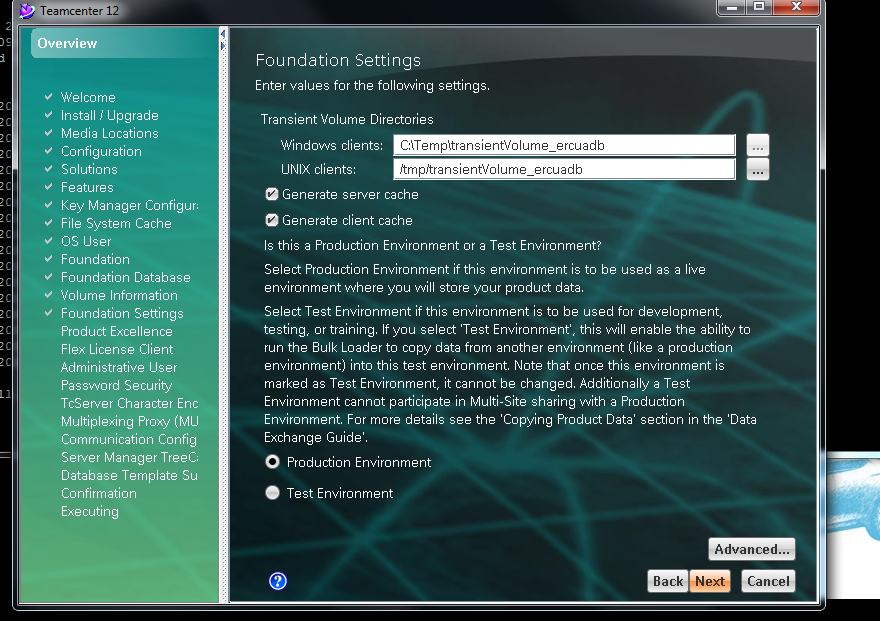 Teamcenter 12
Overview
Welcome
Install / Upgrade
Media Locations
Configuration
Solutions
Features
Key Manager Configur
File System Cache
OS User
Foundation
Foundation Database
Volume Information
Foundation Settings
Product Excellence
Flex License Client
Administrative User
Password Security
TcServer Character Enc
Multiplexing Proxy (MU
Communication Config
Server Manager TreeCa
Database Template Su
Confirmation
Executing
Foundation Settings
Enter values for the following settings.
Transient Volume Directories
Windows clients: C:\Temp\transientVolume_ercuadb ...
UNIX clients: /tmp/transientVolume_ercuadb ...
Generate server cache
Generate client cache
Is this a Production Environment or a Test Environment?
Select Production Environment if this environment is to be used as a live
environment where you will store your product data.
Select Test Environment if this environment is to be used for development,
testing, or training. If you select 'Test Environment', this will enable the ability to
run the Bulk Loader to copy data from another environment (like a production
environment) into this test environment. Note that once this environment is
marked as Test Environment, it cannot be changed. Additionally a Test
Environment cannot participate in Multi-Site sharing with a Production
Environment. For more details see the 'Copying Product Data' section in the 'Data
Exchange Guide'.
Production Environment
Test Environment
Advanced...
? Back Next Cancel